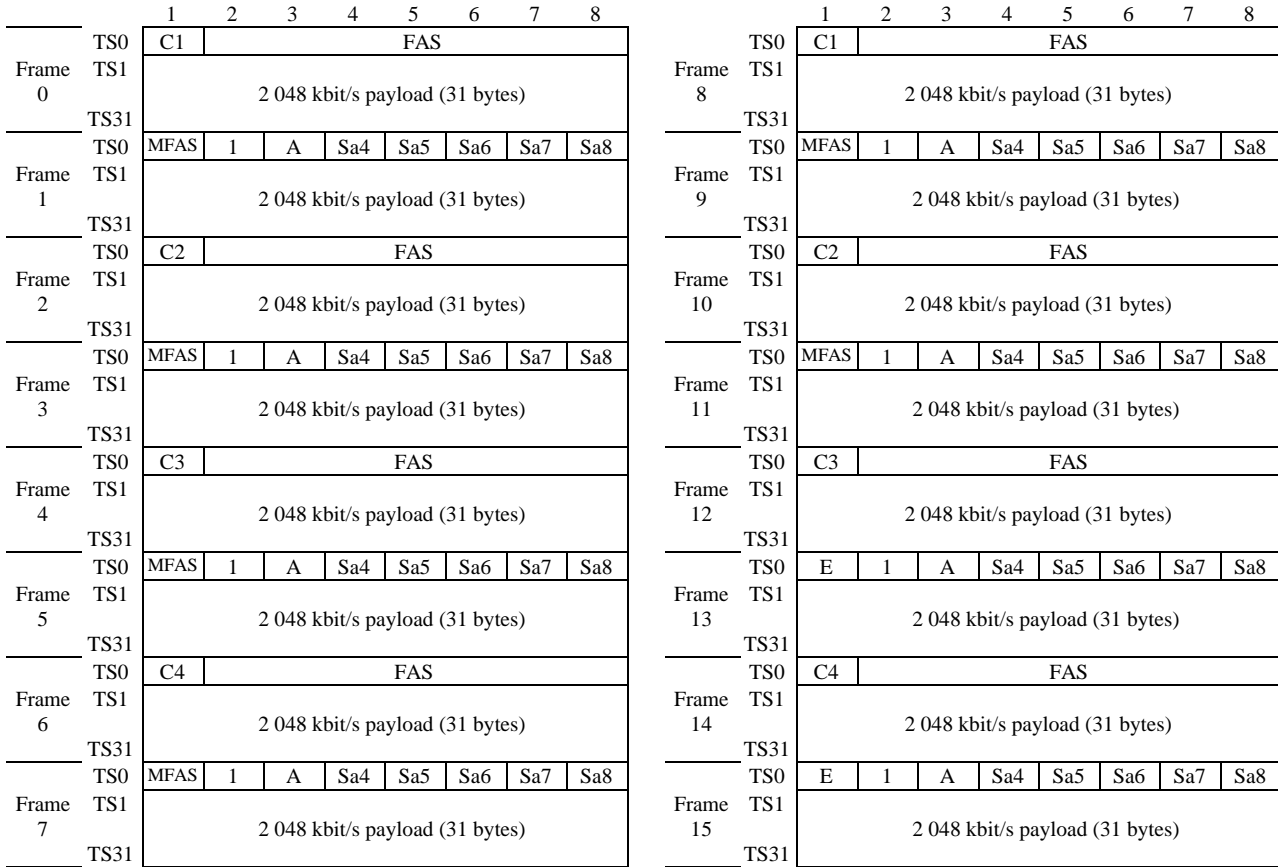 1 2 3 4 5 6 7 8
TS0 C1 FAS
Frame TS1
0 2 048 kbit/s payload (31 bytes)
TS31
TS0 MFAS 1 A Sa4 Sa5 Sa6 Sa7 Sa8
Frame TS1
1 2 048 kbit/s payload (31 bytes)
TS31
TS0 C2 FAS
Frame TS1
2 2 048 kbit/s payload (31 bytes)
TS31
TS0 MFAS 1 A Sa4 Sa5 Sa6 Sa7 Sa8
Frame TS1
3 2 048 kbit/s payload (31 bytes)
TS31
TS0 C3 FAS
Frame TS1
4 2 048 kbit/s payload (31 bytes)
TS31
TS0 MFAS 1 A Sa4 Sa5 Sa6 Sa7 Sa8
Frame TS1
5 2 048 kbit/s payload (31 bytes)
TS31
TS0 C4 FAS
Frame TS1
6 2 048 kbit/s payload (31 bytes)
TS31
TS0 MFAS 1 A Sa4 Sa5 Sa6 Sa7 Sa8
Frame TS1
7 2 048 kbit/s payload (31 bytes)
TS31
1 2 3 4 5 6 7 8
TS0 C1 FAS
Frame TS1
8 2 048 kbit/s payload (31 bytes)
TS31
TS0 MFAS 1 A Sa4 Sa5 Sa6 Sa7 Sa8
Frame TS1
9 2 048 kbit/s payload (31 bytes)
TS31
TS0 C2 FAS
Frame TS1
10 2 048 kbit/s payload (31 bytes)
TS31
TS0 MFAS 1 A Sa4 Sa5 Sa6 Sa7 Sa8
Frame TS1
11 2 048 kbit/s payload (31 bytes)
TS31
TS0 C3 FAS
Frame TS1
12 2 048 kbit/s payload (31 bytes)
TS31
TS0 E 1 A Sa4 Sa5 Sa6 Sa7 Sa8
Frame TS1
13 2 048 kbit/s payload (31 bytes)
TS31
TS0 C4 FAS
Frame TS1
14 2 048 kbit/s payload (31 bytes)
TS31
TS0 E 1 A Sa4 Sa5 Sa6 Sa7 Sa8
Frame TS1
15 2 048 kbit/s payload (31 bytes)
TS31